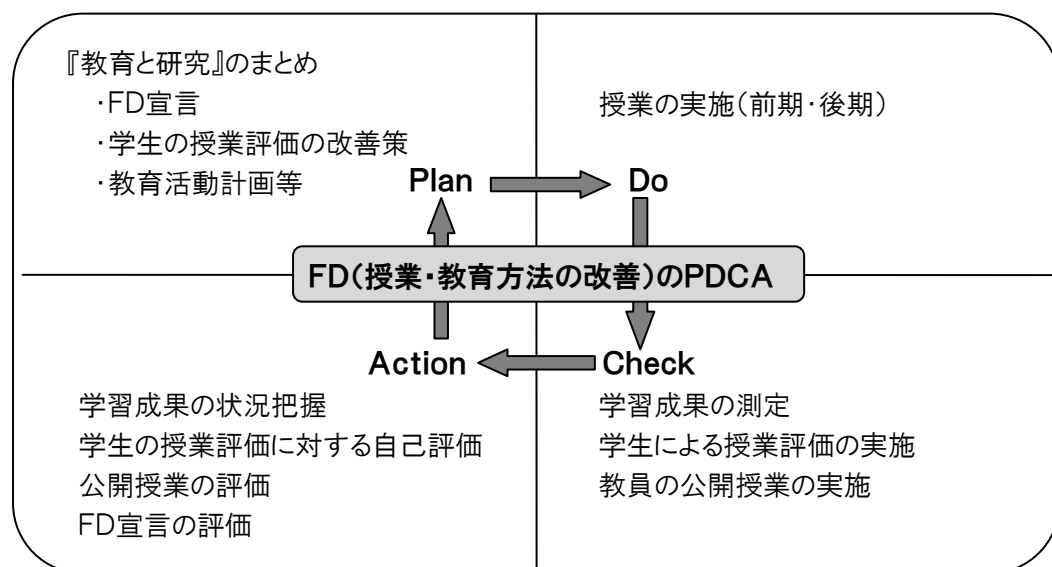 『教育と研究』のまとめ
・FD宣言
・学生の授業評価の改善策
・教育活動計画等
Plan
授業の実施(前期・後期)
Do
FD(授業・教育方法の改善)のPDCA
Action
学習成果の状況把握
学生の授業評価に対する自己評価
公開授業の評価
FD宣言の評価
Check
学習成果の測定
学生による授業評価の実施
教員の公開授業の実施